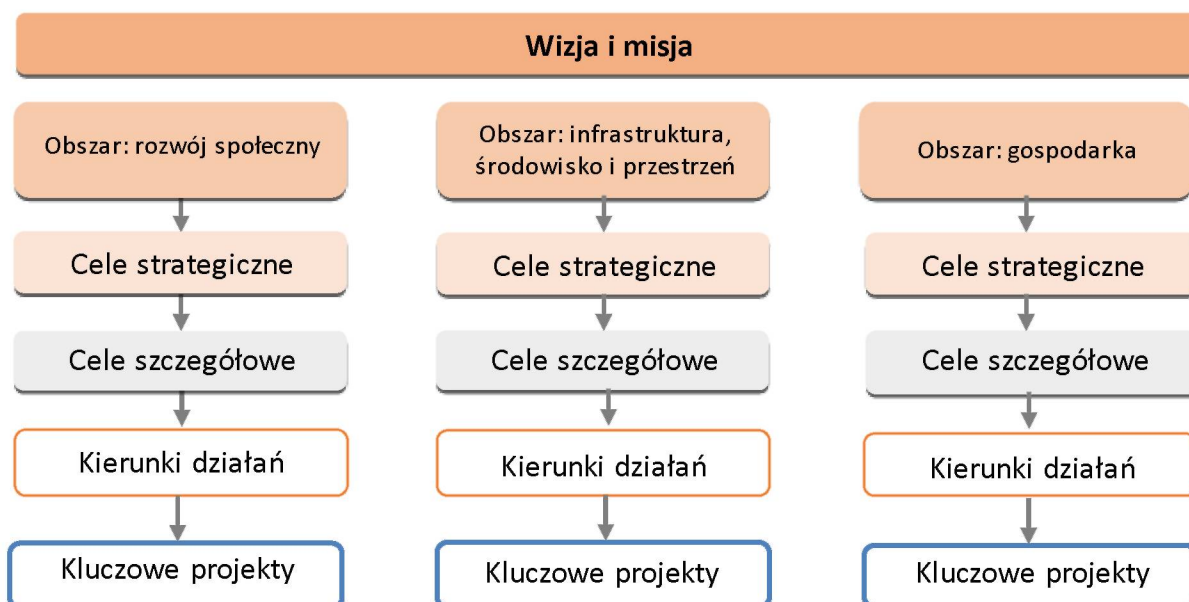 Wizja i misja
Obszar: rozwój społeczny
Obszar: infrastruktura,
środowisko i przestrzeń
Obszar: gospodarka
Cele strategiczne
Cele strategiczne
Cele strategiczne
Cele szczegółowe
Cele szczegółowe
Cele szczegółowe
Kierunki działań
Kierunki działań
Kierunki działań
Kluczowe projekty
Kluczowe projekty
Kluczowe projekty